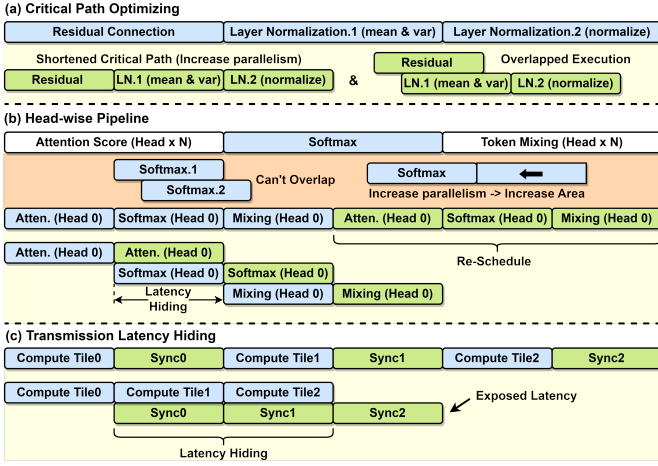 (a) Critical Path Optimizing
Residual Connection Layer Normalization.1 (mean & var) Layer Normalization.2 (normalize)
Shortened Critical Path (Increase parallelism)
Residual LN.1 (mean & var) LN.2 (normalize)
&
Residual Overlapped Execution
LN.1 (mean & var) LN.2 (normalize)
(b) Head-wise Pipeline
Attention Score (Head x N) Softmax Token Mixing (Head x N)
Softmax.1
Softmax.2
Can't Overlap
Softmax
Increase parallelism -> Increase Area
Atten. (Head 0) Softmax (Head 0) Mixing (Head 0) Atten. (Head 0) Softmax (Head 0) Mixing (Head 0)
Re-Schedule
Atten. (Head 0) Atten. (Head 0)
Softmax (Head 0) Softmax (Head 0)
Mixing (Head 0) Mixing (Head 0)
Latency
Hiding
(c) Transmission Latency Hiding
Compute Tile0 Sync0 Compute Tile1 Sync1 Compute Tile2 Sync2
Compute Tile0 Compute Tile1 Compute Tile2
Sync0 Sync1 Sync2
Exposed Latency
Latency Hiding